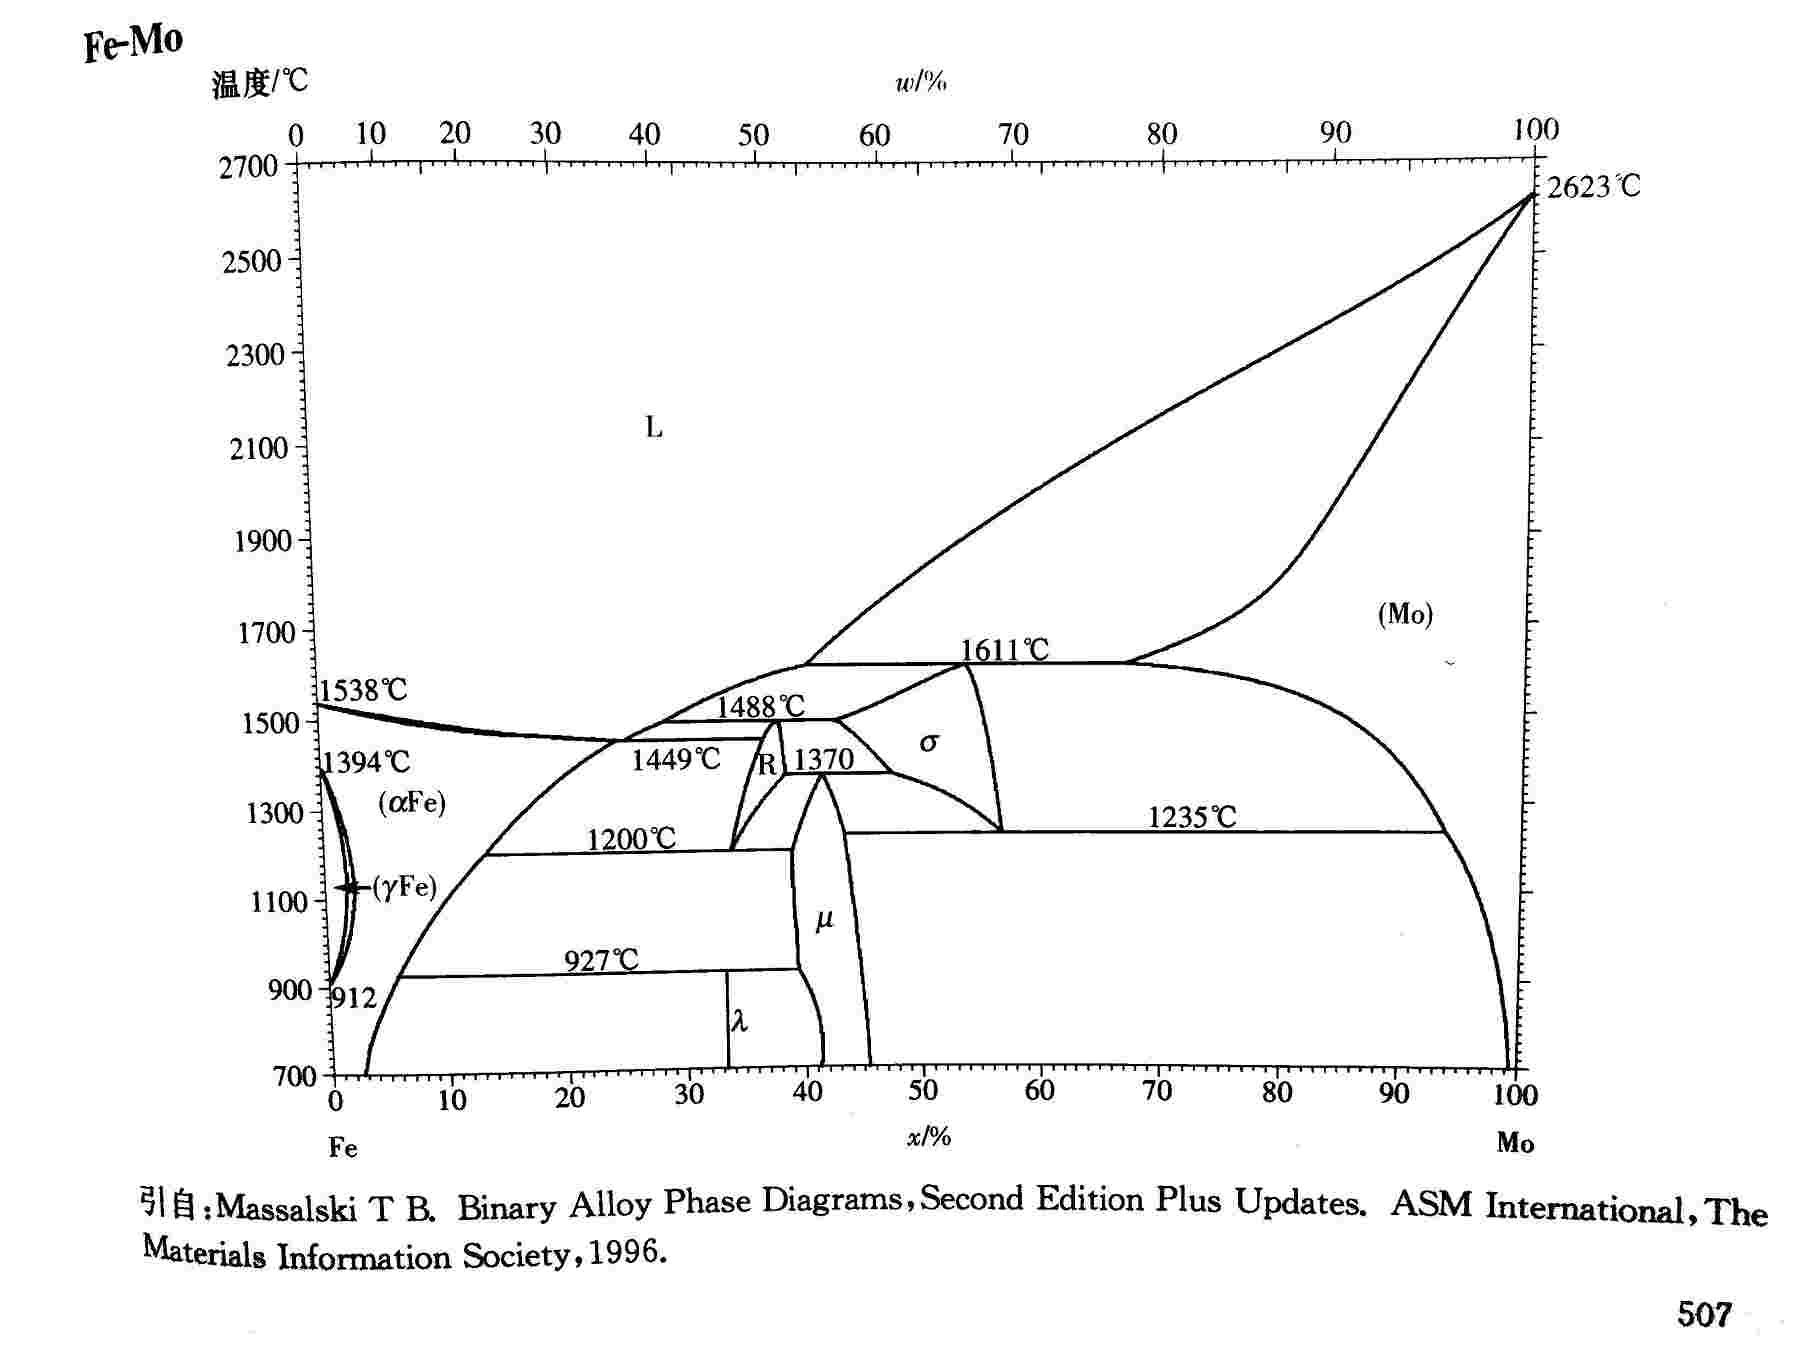 Fe-Mo
温度/℃
w/%
0 10 20 30 40 50 60 70 80 90 100
2700
2623℃
2500
2300
L
2100
1900
(Mo)
1700
1611℃
1538℃
1488℃
1500
σ
1449℃
R
1370
1394℃
(αFe)
1300
1235℃
1200℃
(γFe)
1100
μ
927℃
900
912
λ
700
0 10 20 30 40 50 60 70 80 90 100
Fe
x/%
Mo
引自:Massalski T B. Binary Alloy Phase Diagrams, Second Edition Plus Updates. ASM International, The
Materials Information Society, 1996.
507